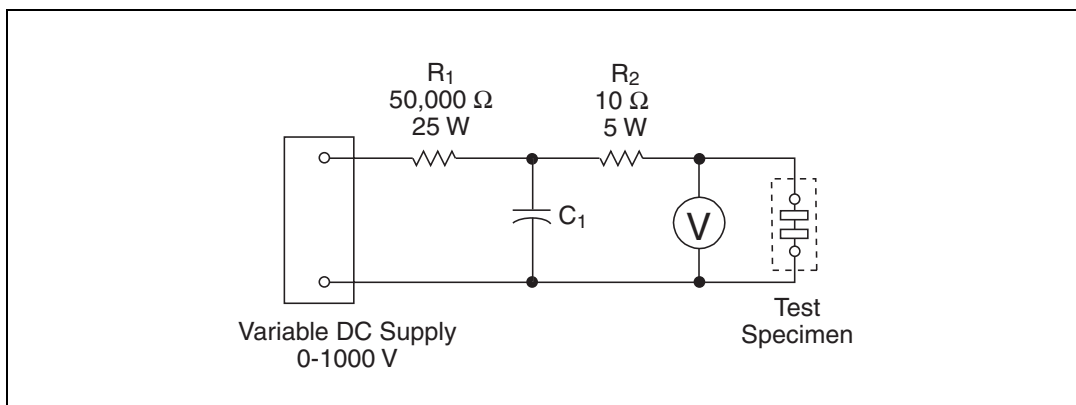 R₁
50,000 Ω
25 W
R₂
10 Ω
5 W
C₁
V
Variable DC Supply
0-1000 V
Test
Specimen